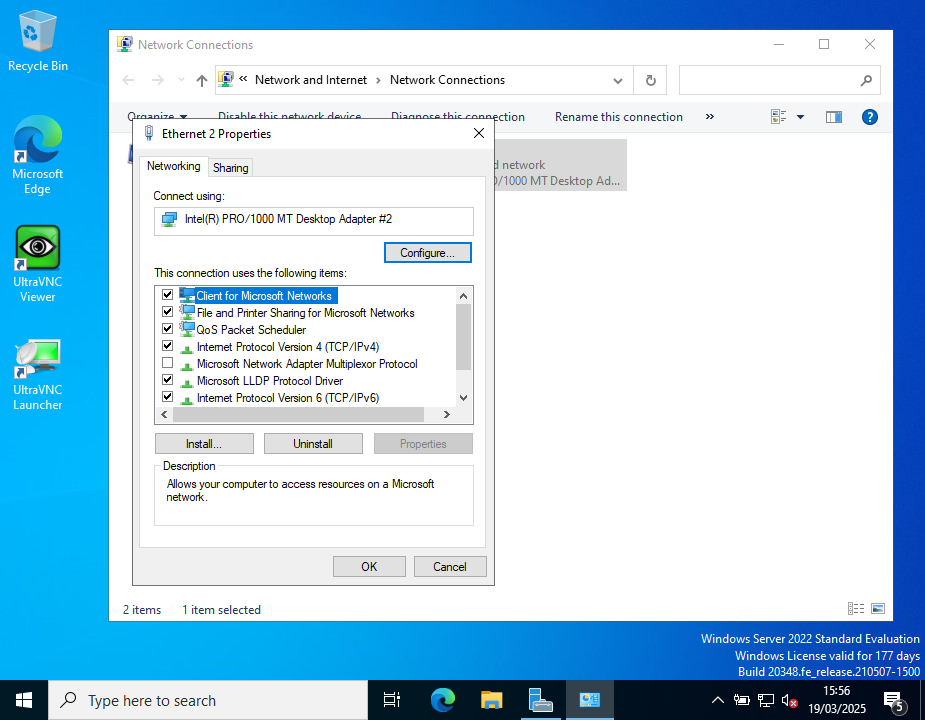 Recycle Bin
Microsoft
Edge
UltraVNC
Viewer
UltraVNC
Launcher
Network Connections
« Network and Internet › Network Connections
Organize
Disable this network device
Diagnose this connection
Rename this connection
»
d network
O/1000 MT Desktop Ad...
Ethernet 2 Properties
Networking
Sharing
Connect using:
Intel(R) PRO/1000 MT Desktop Adapter #2
Configure...
This connection uses the following items:
Client for Microsoft Networks
File and Printer Sharing for Microsoft Networks
QoS Packet Scheduler
Internet Protocol Version 4 (TCP/IPv4)
Microsoft Network Adapter Multiplexor Protocol
Microsoft LLDP Protocol Driver
Internet Protocol Version 6 (TCP/IPv6)
Install...
Uninstall
Properties
Description
Allows your computer to access resources on a Microsoft
network.
OK
Cancel
2 items
1 item selected
Windows Server 2022 Standard Evaluation
Windows License valid for 177 days
Build 20348.fe_release.210507-1500
Type here to search
15:56
19/03/2025
5